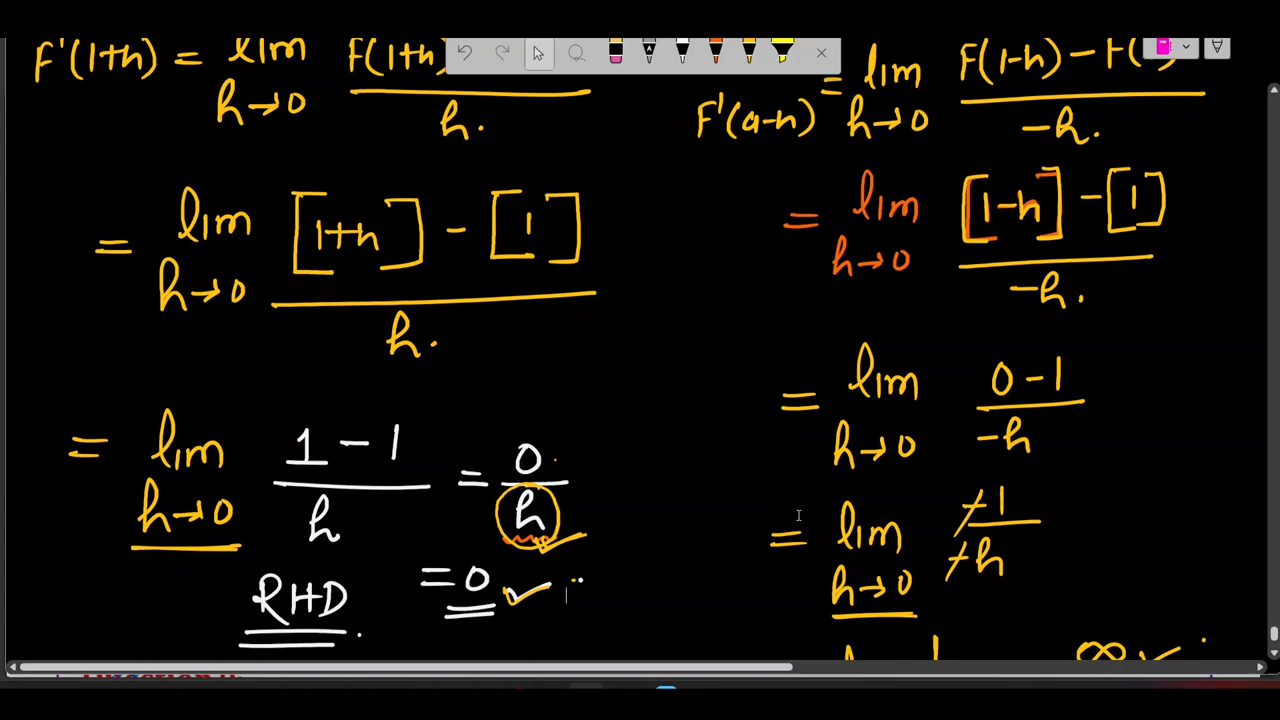 F'(1+h) = lim h→0 F(1+h) / h.
= lim h→0 [1+h] - [1] / h.
= lim h→0 1 - 1 / h = 0 / h
RHD = 0
F'(a-h) = lim h→0 F(1-h) - F( / -h.
= lim h→0 [1-h] - [1] / -h.
= lim h→0 0 - 1 / -h
= lim h→0 -1 / -h
∞